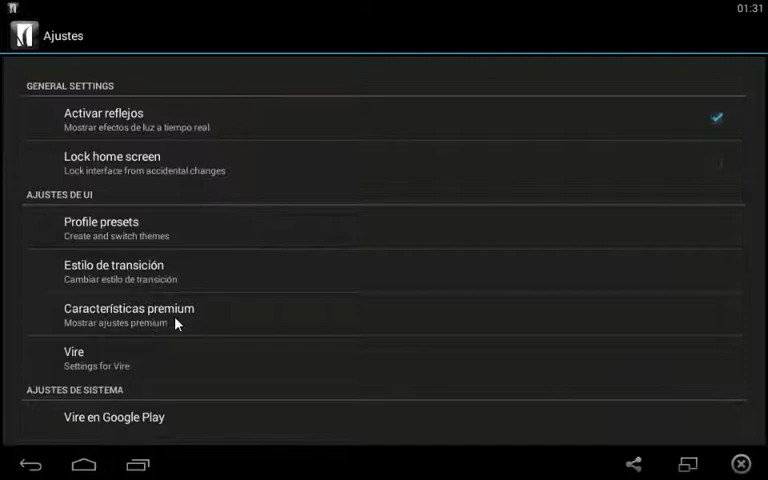 01:31
Ajustes
GENERAL SETTINGS
Activar reflejos
Mostrar efectos de luz a tiempo real
Lock home screen
Lock interface from accidental changes
AJUSTES DE UI
Profile presets
Create and switch themes
Estilo de transición
Cambiar estilo de transición
Características premium
Mostrar ajustes premium
Vire
Settings for Vire
AJUSTES DE SISTEMA
Vire en Google Play